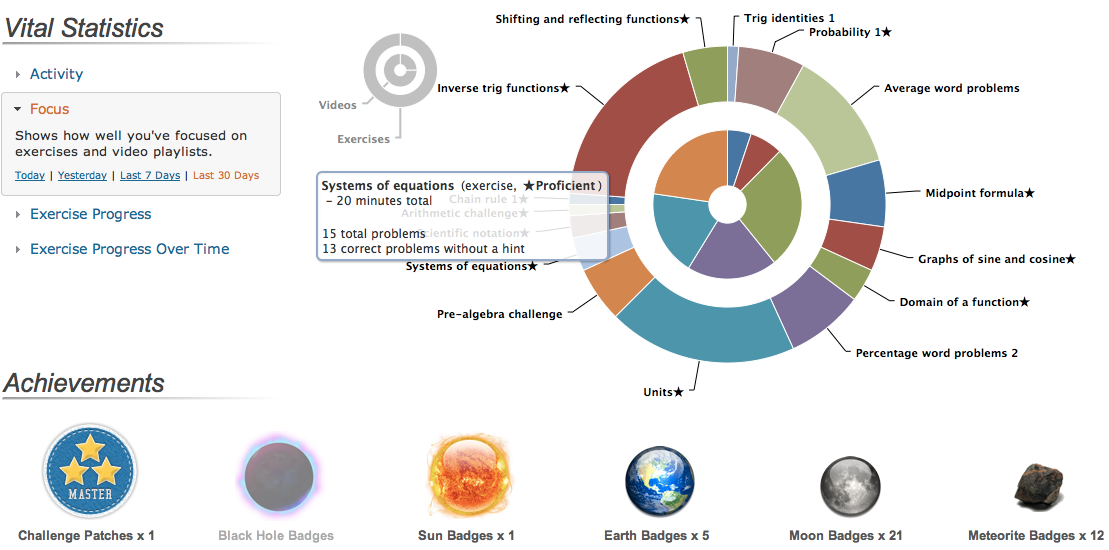 Vital Statistics
Activity
Focus
Shows how well you've focused on
exercises and video playlists.
Today | Yesterday | Last 7 Days | Last 30 Days
Exercise Progress
Exercise Progress Over Time
Videos
Exercises
Shifting and reflecting functions★
Trig identities 1
Probability 1★
Inverse trig functions★
Average word problems
Systems of equations (exercise, ★Proficient)
– 20 minutes total
Chain rule 1★
Arithmetic challenge★
15 total problems
Scientific notation★
13 correct problems without a hint
Midpoint formula★
Systems of equations★
Graphs of sine and cosine★
Domain of a function★
Pre-algebra challenge
Percentage word problems 2
Units★
Achievements
MASTER
Challenge Patches x 1
Black Hole Badges
Sun Badges x 1
Earth Badges x 5
Moon Badges x 21
Meteorite Badges x 12